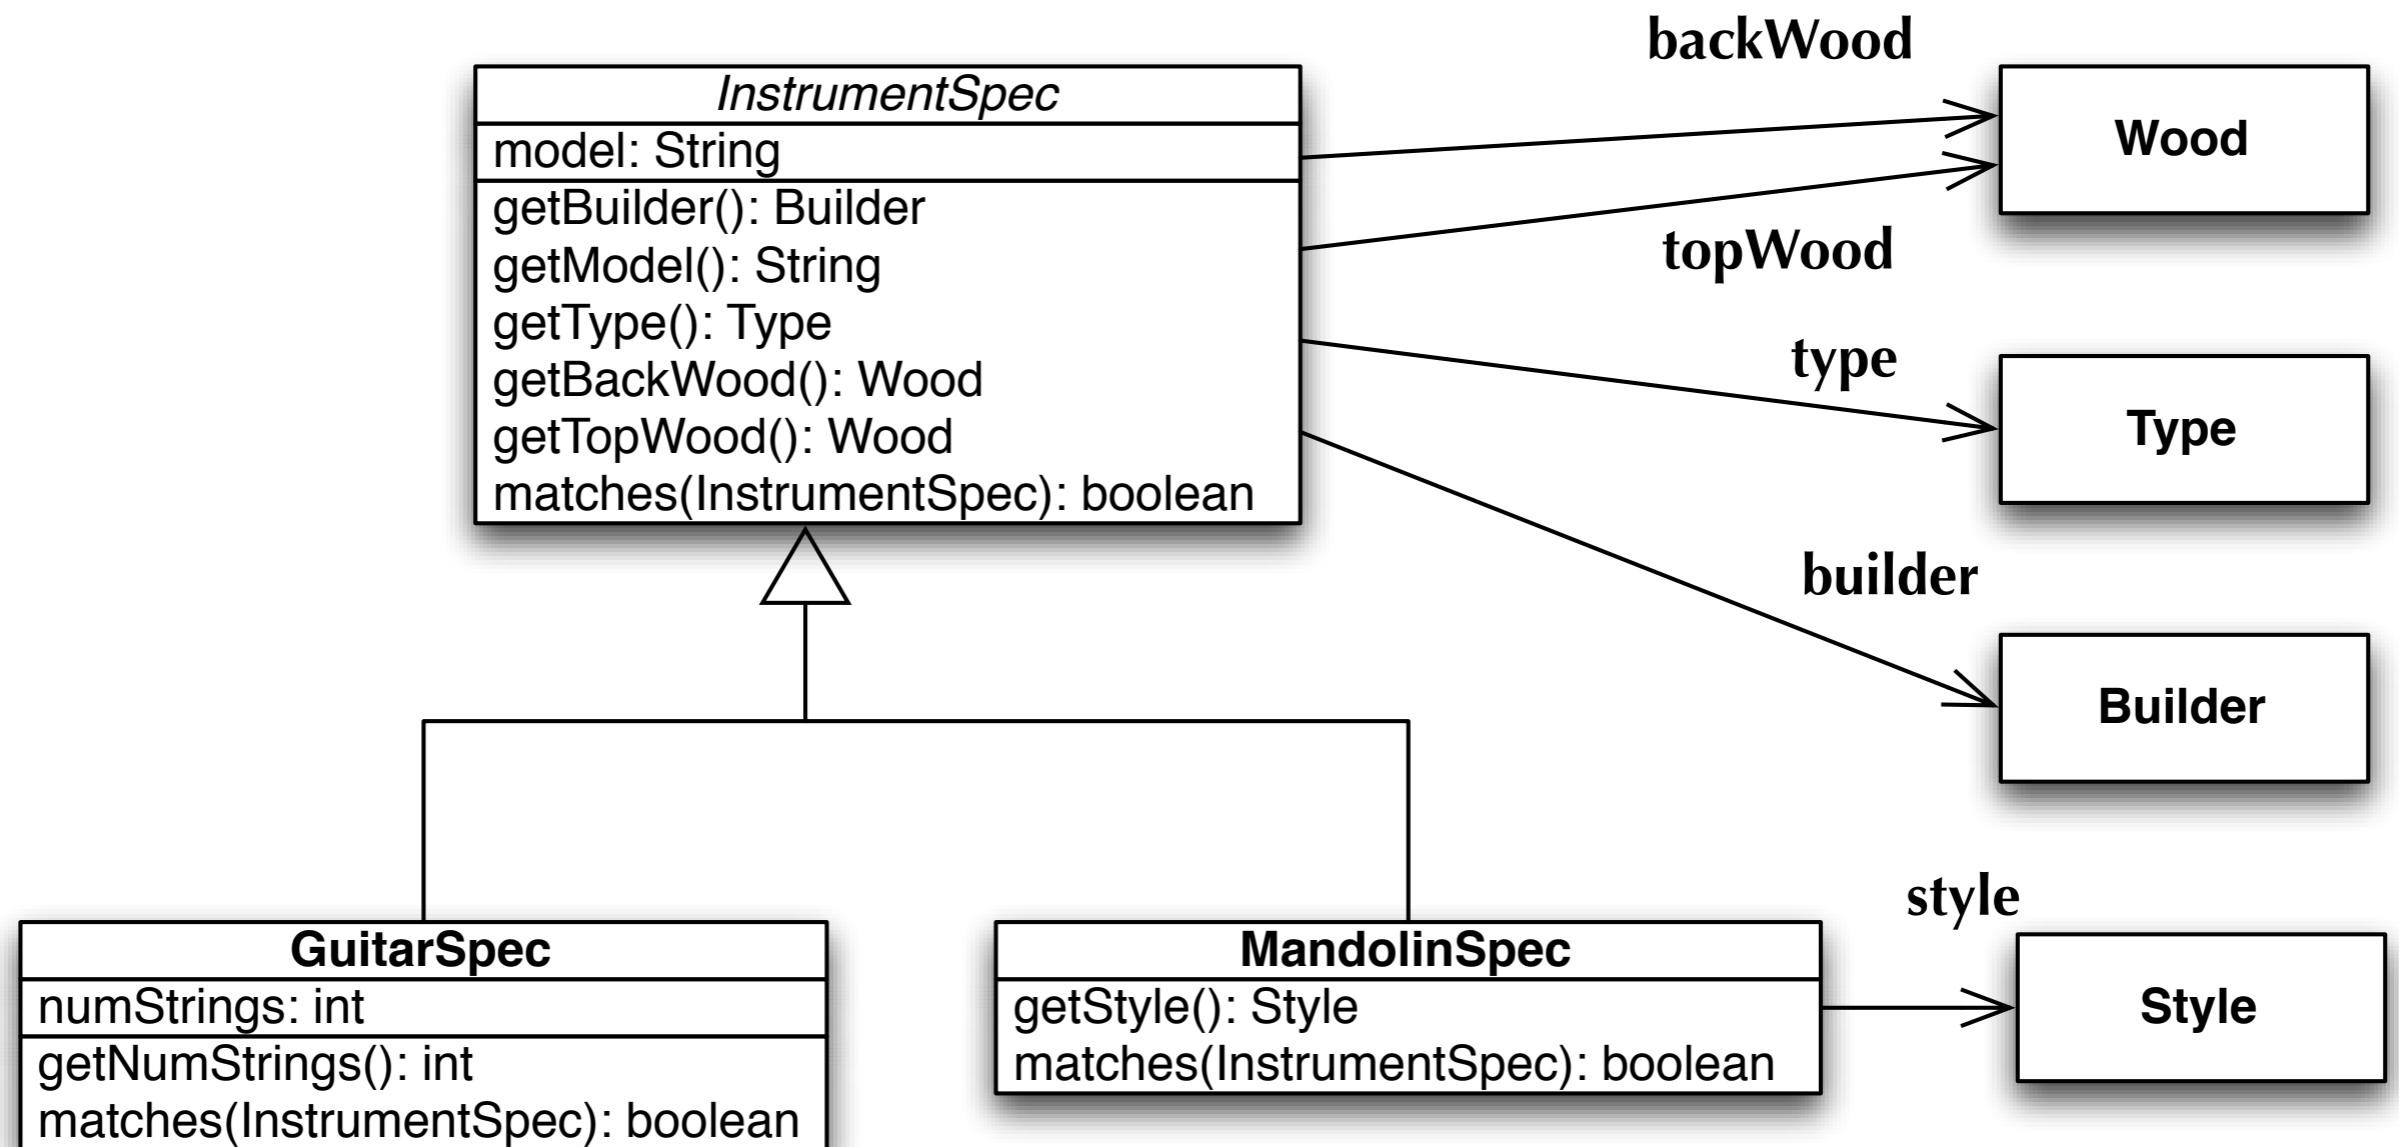 backWood
InstrumentSpec
model: String
getBuilder(): Builder
getModel(): String
getType(): Type
getBackWood(): Wood
getTopWood(): Wood
matches(InstrumentSpec): boolean
Wood
topWood
type
Type
builder
Builder
GuitarSpec
numStrings: int
getNumStrings(): int
matches(InstrumentSpec): boolean
MandolinSpec
getStyle(): Style
matches(InstrumentSpec): boolean
style
Style